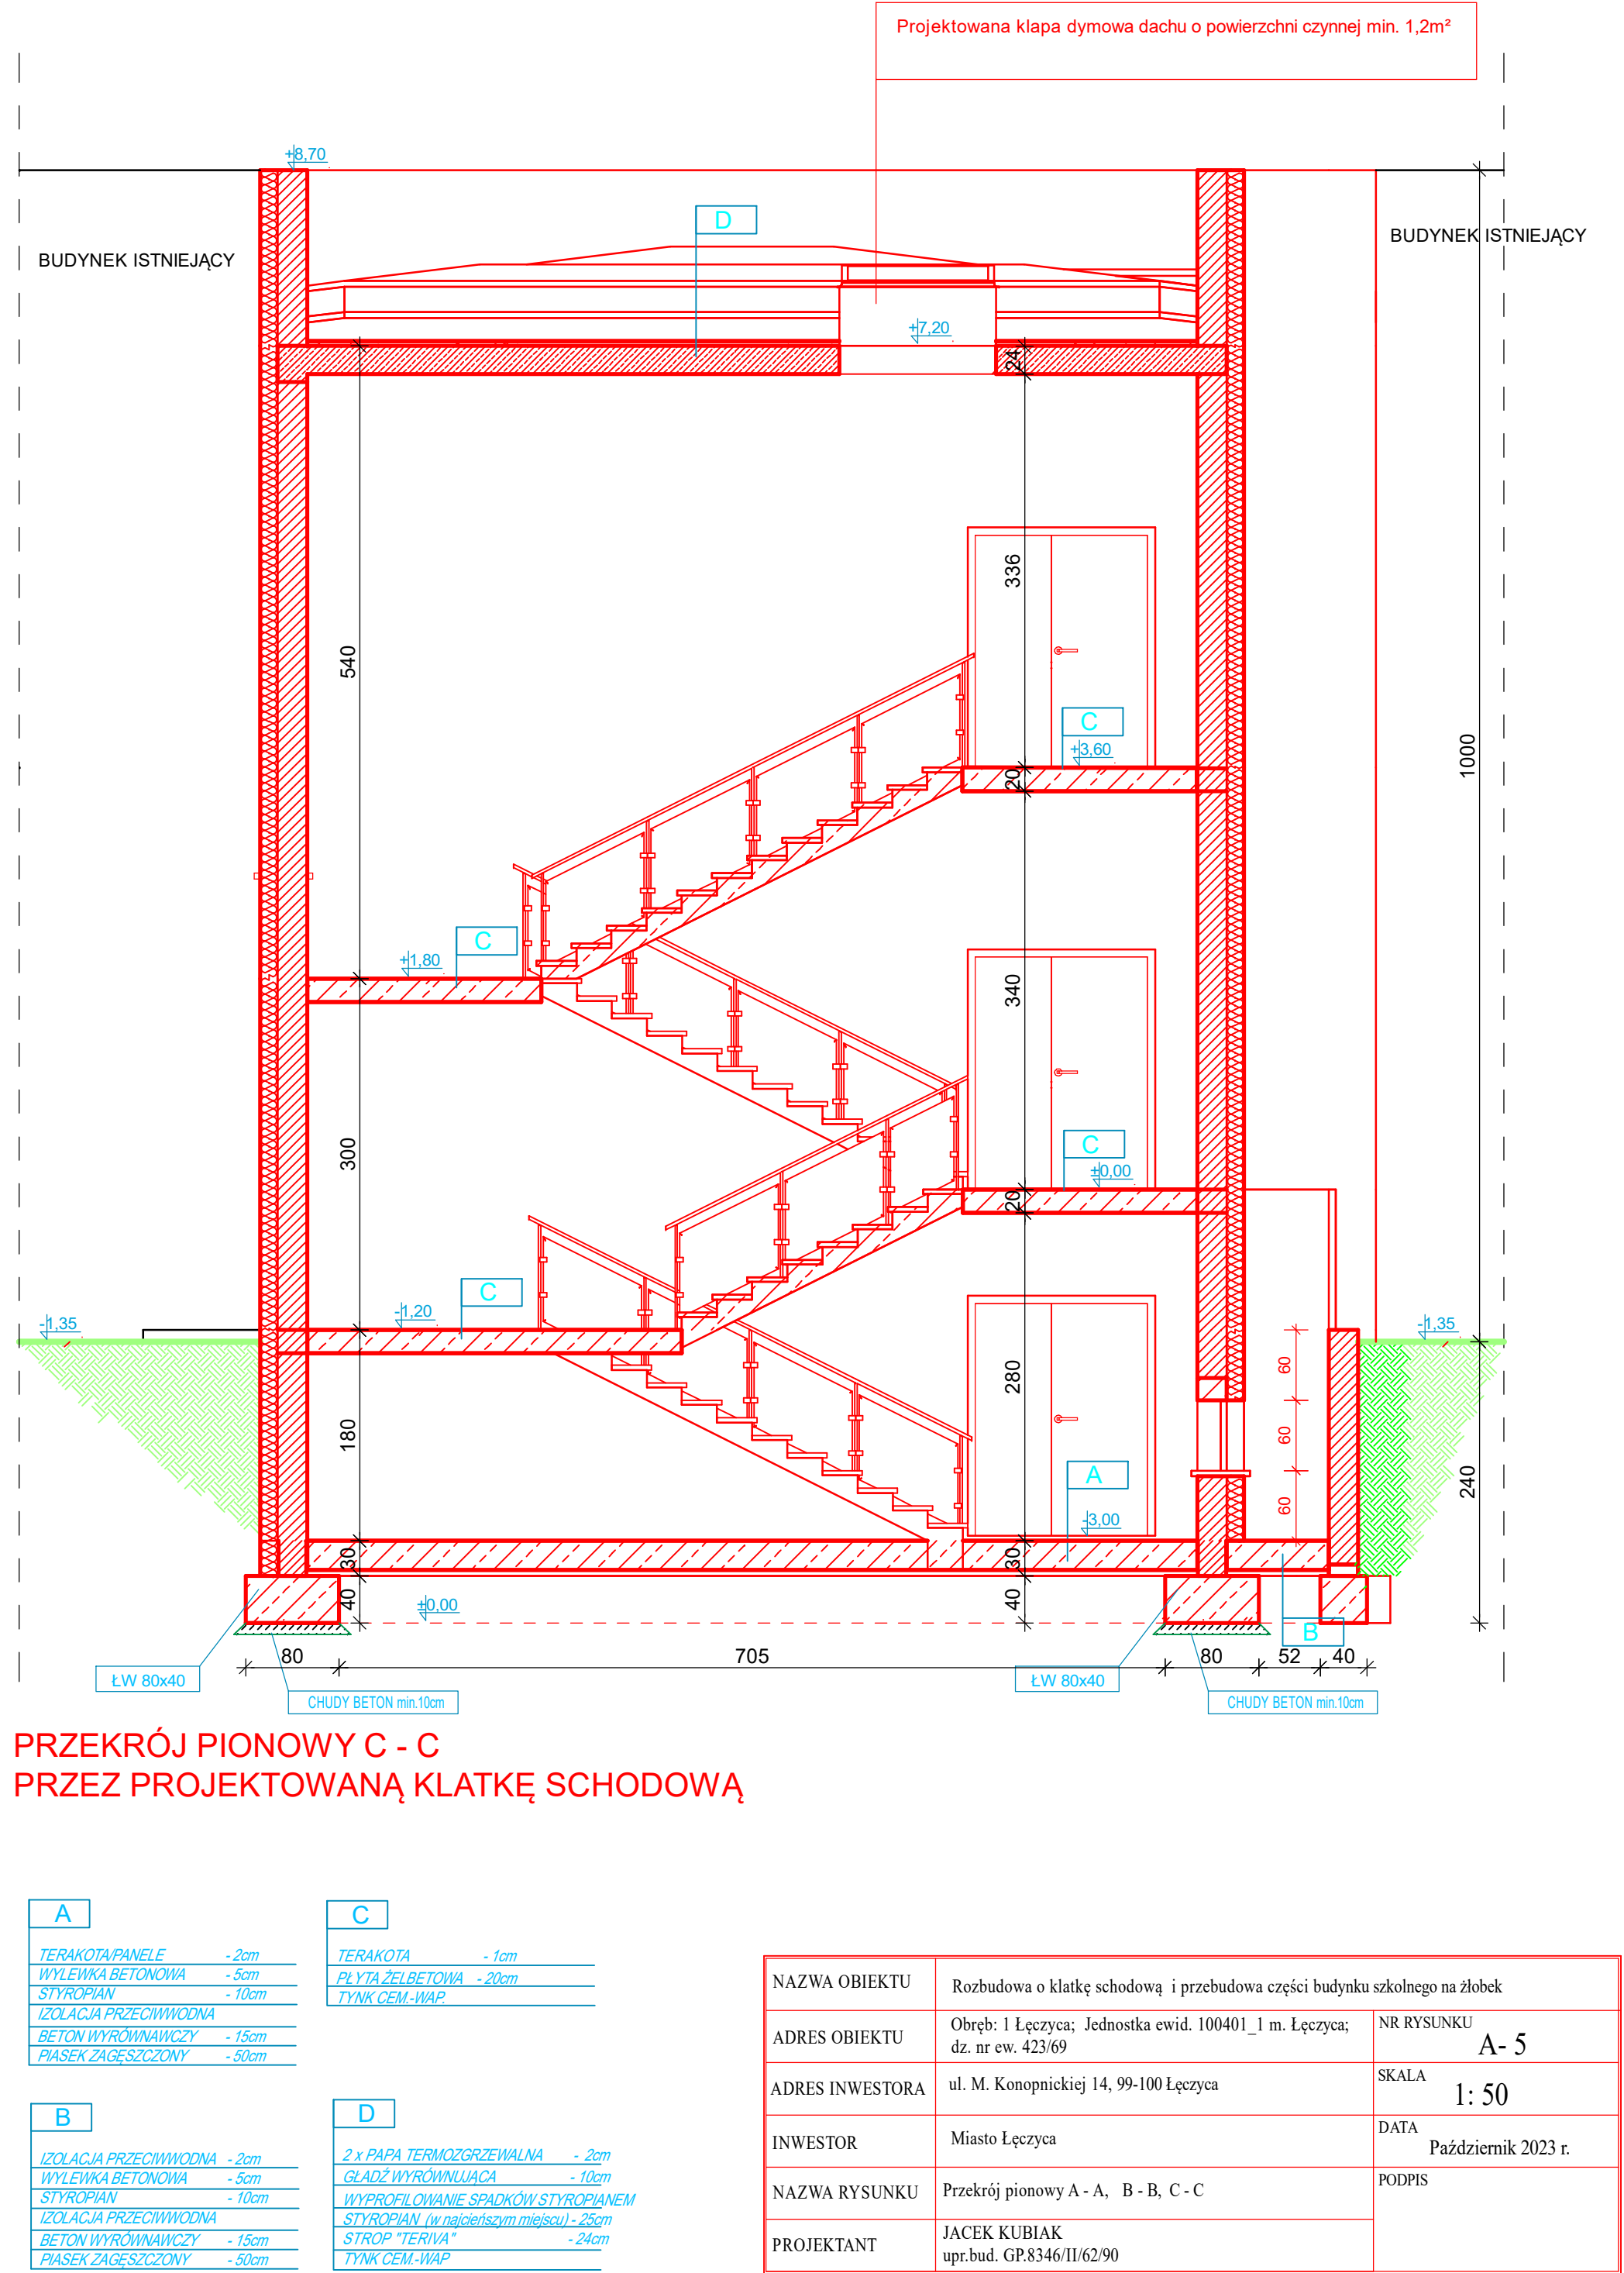 Projektowana klapa dymowa dachu o powierzchni czynnej min. 1,2m²
+8,70
D
BUDYNEK ISTNIEJĄCY
BUDYNEK ISTNIEJĄCY
+7,20
24
336
540
C
+3,60
20
1000
C
+1,80
340
300
C
±0,00
20
C
-1,20
-1,35
-1,35
60
280
60
180
A
240
60
-3,00
30
30
40
40
±0,00
B
80
705
80
52
40
ŁW 80x40
ŁW 80x40
CHUDY BETON min.10cm
CHUDY BETON min.10cm
PRZEKRÓJ PIONOWY C - C
PRZEZ PROJEKTOWANĄ KLATKĘ SCHODOWĄ
A
TERAKOTA/PANELE - 2cm
WYLEWKA BETONOWA - 5cm
STYROPIAN - 10cm
IZOLACJA PRZECIWWODNA
BETON WYRÓWNAWCZY - 15cm
PIASEK ZAGĘSZCZONY - 50cm
C
TERAKOTA - 1cm
PŁYTA ŻELBETOWA - 20cm
TYNK CEM.-WAP.
B
IZOLACJA PRZECIWWODNA - 2cm
WYLEWKA BETONOWA - 5cm
STYROPIAN - 10cm
IZOLACJA PRZECIWWODNA
BETON WYRÓWNAWCZY - 15cm
PIASEK ZAGĘSZCZONY - 50cm
D
2 x PAPA TERMOZGRZEWALNA - 2cm
GŁADŹ WYRÓWNUJĄCA - 10cm
WYPROFILOWANIE SPADKÓW STYROPIANEM
STYROPIAN (w najcieńszym miejscu) - 25cm
STROP "TERIVA" - 24cm
TYNK CEM.-WAP
NAZWA OBIEKTU
Rozbudowa o klatkę schodową i przebudowa części budynku szkolnego na żłobek
ADRES OBIEKTU
Obręb: 1 Łęczyca; Jednostka ewid. 100401_1 m. Łęczyca;
dz. nr ew. 423/69
NR RYSUNKU
A- 5
ADRES INWESTORA
ul. M. Konopnickiej 14, 99-100 Łęczyca
SKALA
1: 50
INWESTOR
Miasto Łęczyca
DATA
Październik 2023 r.
NAZWA RYSUNKU
Przekrój pionowy A - A, B - B, C - C
PODPIS
PROJEKTANT
JACEK KUBIAK
upr.bud. GP.8346/II/62/90